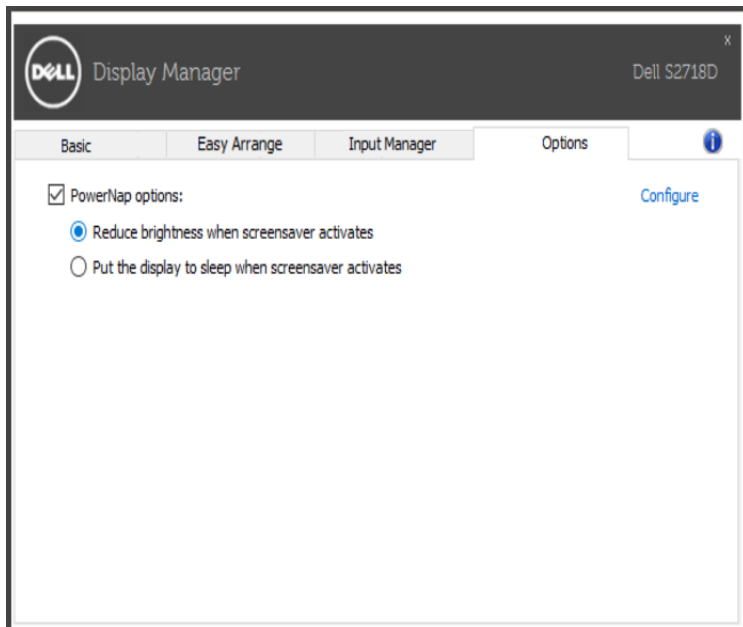 x
DELL Display Manager Dell S2718D
Basic Easy Arrange Input Manager Options i
PowerNap options: Configure
Reduce brightness when screensaver activates
Put the display to sleep when screensaver activates